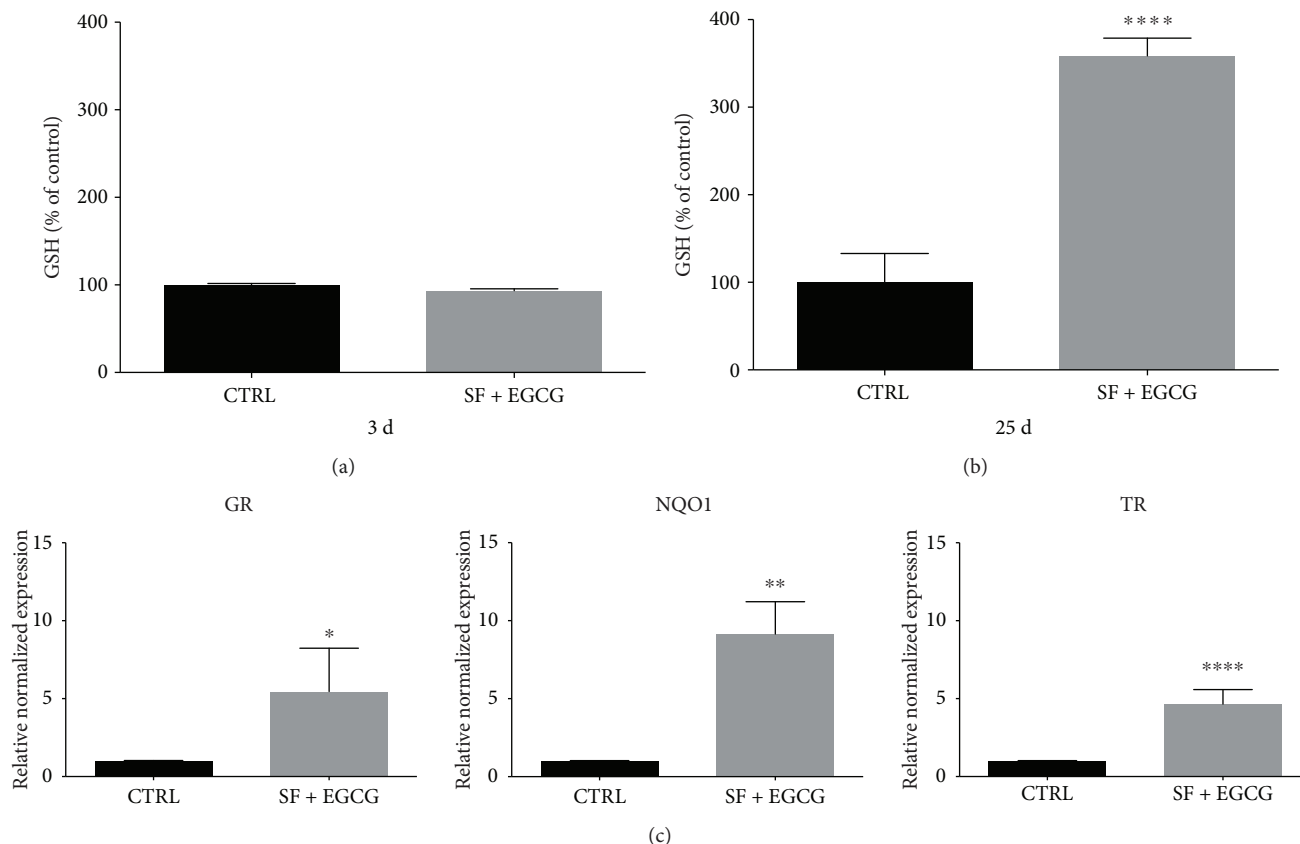 400
300
200
100
0
GSH (% of control)
CTRL
SF + EGCG
3 d
(a)
400
300
200
100
0
GSH (% of control)
****
CTRL
SF + EGCG
25 d
(b)
GR
15
10
5
0
Relative normalized expression
*
CTRL
SF + EGCG
NQO1
15
10
5
0
Relative normalized expression
**
CTRL
SF + EGCG
TR
15
10
5
0
Relative normalized expression
****
CTRL
SF + EGCG
(c)